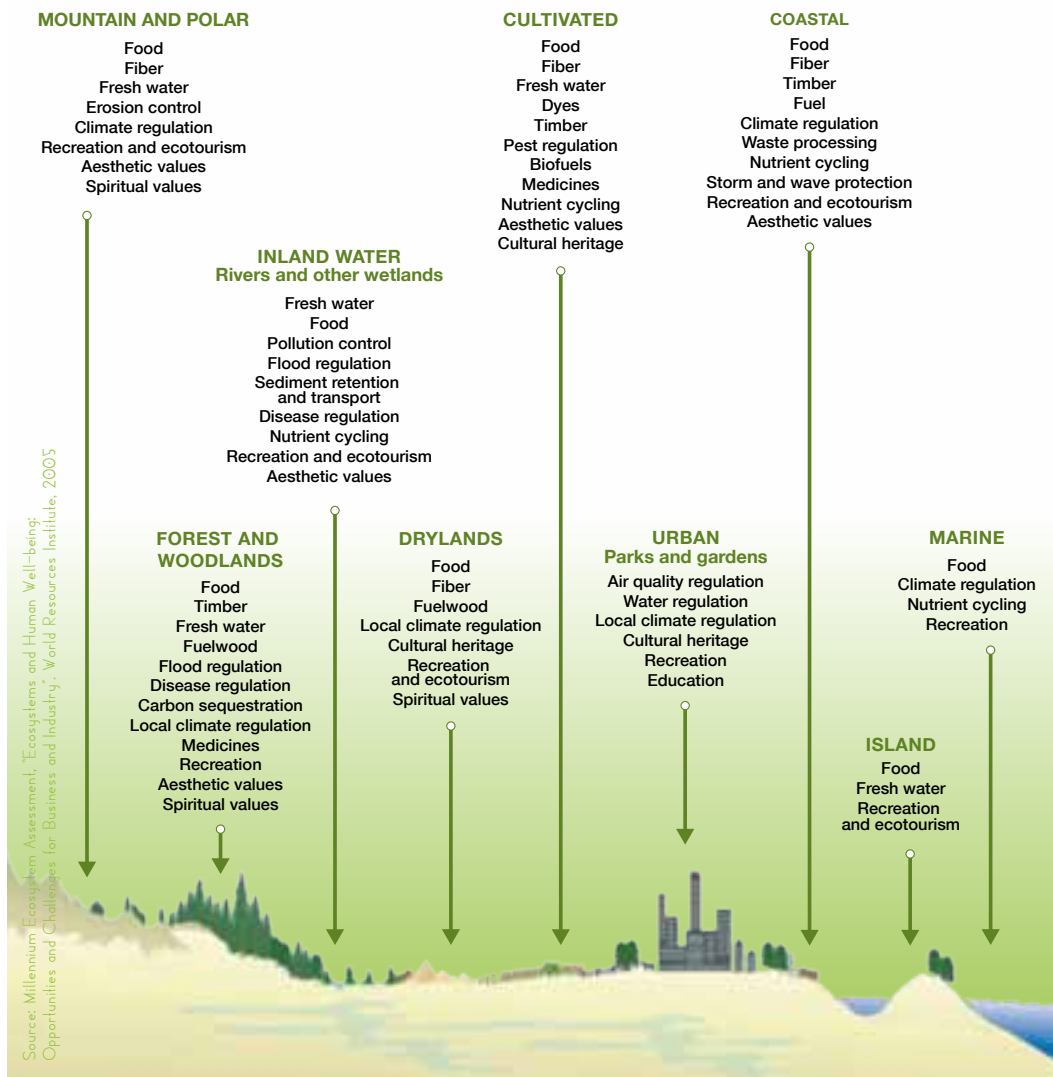 MOUNTAIN AND POLAR
Food
Fiber
Fresh water
Erosion control
Climate regulation
Recreation and ecotourism
Aesthetic values
Spiritual values
CULTIVATED
Food
Fiber
Fresh water
Dyes
Timber
Pest regulation
Biofuels
Medicines
Nutrient cycling
Aesthetic values
Cultural heritage
COASTAL
Food
Fiber
Timber
Fuel
Climate regulation
Waste processing
Nutrient cycling
Storm and wave protection
Recreation and ecotourism
Aesthetic values
INLAND WATER
Rivers and other wetlands
Fresh water
Food
Pollution control
Flood regulation
Sediment retention
and transport
Disease regulation
Nutrient cycling
Recreation and ecotourism
Aesthetic values
FOREST AND
WOODLANDS
Food
Timber
Fresh water
Fuelwood
Flood regulation
Disease regulation
Carbon sequestration
Local climate regulation
Medicines
Recreation
Aesthetic values
Spiritual values
DRYLANDS
Food
Fiber
Fuelwood
Local climate regulation
Cultural heritage
Recreation
and ecotourism
Spiritual values
URBAN
Parks and gardens
Air quality regulation
Water regulation
Local climate regulation
Cultural heritage
Recreation
Education
MARINE
Food
Climate regulation
Nutrient cycling
Recreation
ISLAND
Food
Fresh water
Recreation
and ecotourism
Source: Millennium Ecosystem Assessment, "Ecosystems and Human Well-being:
Opportunities and Challenges for Business and Industry". World Resources Institute, 2005